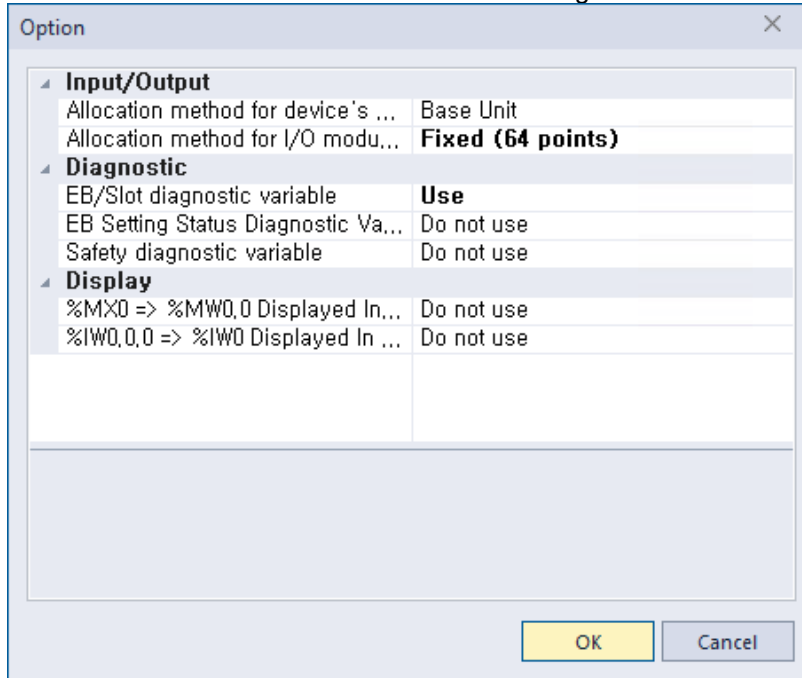 Option
Input/Output
Allocation method for device's ... Base Unit
Allocation method for I/O modu... Fixed (64 points)
Diagnostic
EB/Slot diagnostic variable Use
EB Setting Status Diagnostic Va... Do not use
Safety diagnostic variable Do not use
Display
%MX0 => %MW0.0 Displayed In... Do not use
%IW0.0.0 => %IW0 Displayed In ... Do not use
OK Cancel